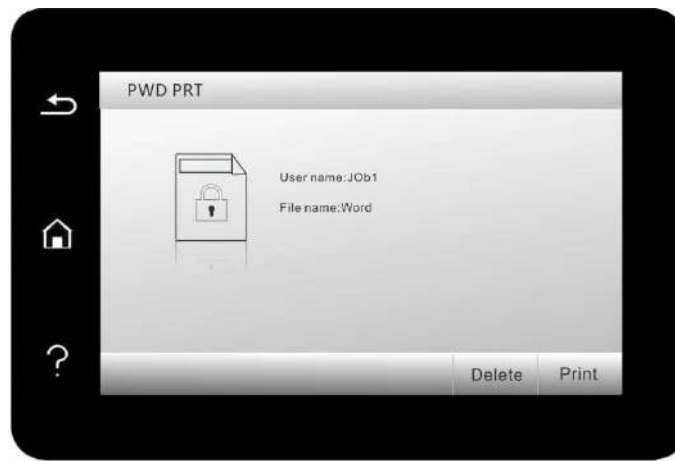 PWD PRT
User name:JOb1
File name:Word
Delete Print
?